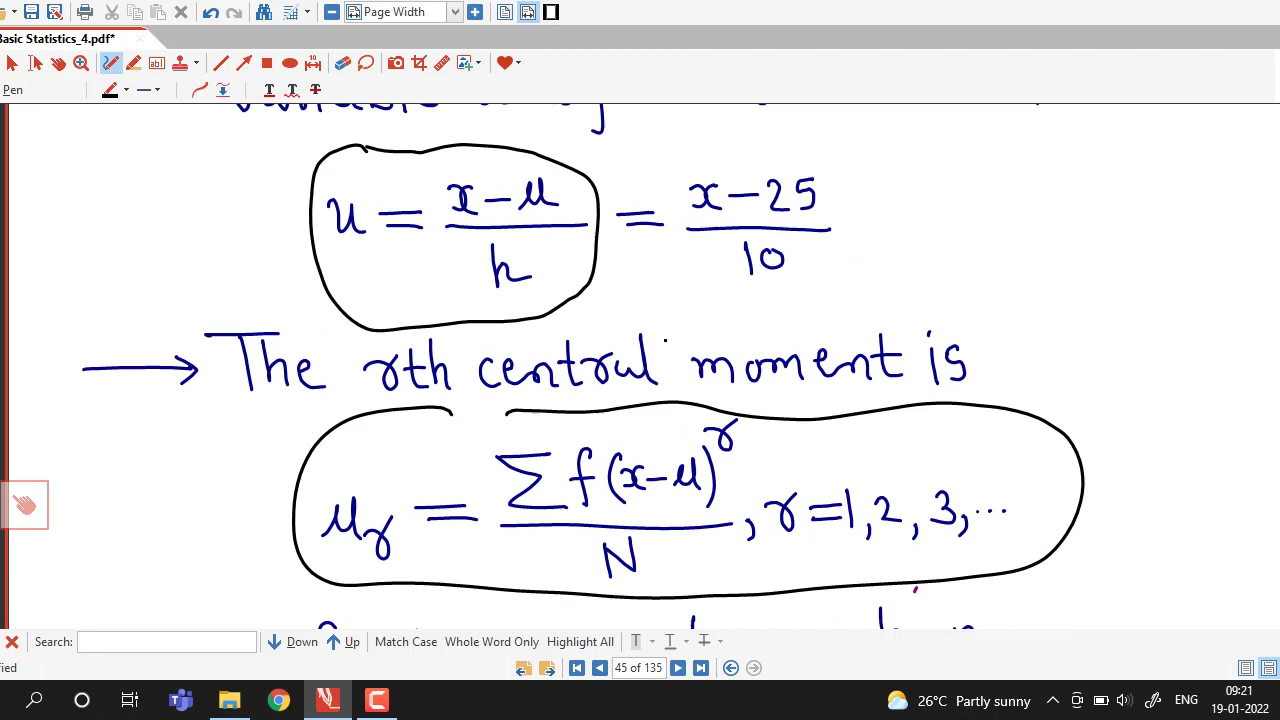 Page Width
Basic Statistics_4.pdf*
10
Pen
u = x-μ / h = x-25 / 10
→ The rth central moment is
μr = Σ f(x-μ)^r / N , r=1,2,3,...
Search: Down Up Match Case Whole Word Only Highlight All T T T
fied 45 of 135
26°C Partly sunny ENG 09:21
19-01-2022